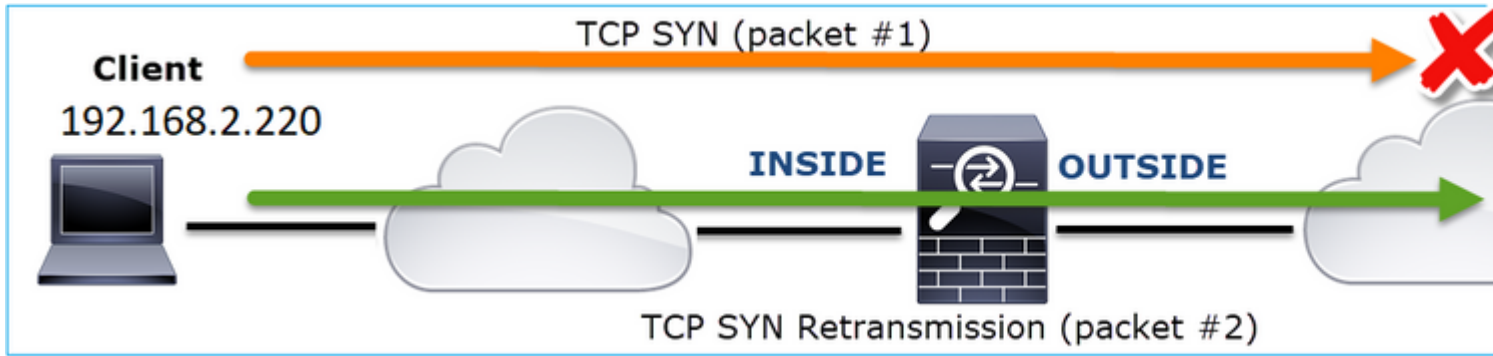 TCP SYN (packet #1)
Client
192.168.2.220
INSIDE
OUTSIDE
TCP SYN Retransmission (packet #2)